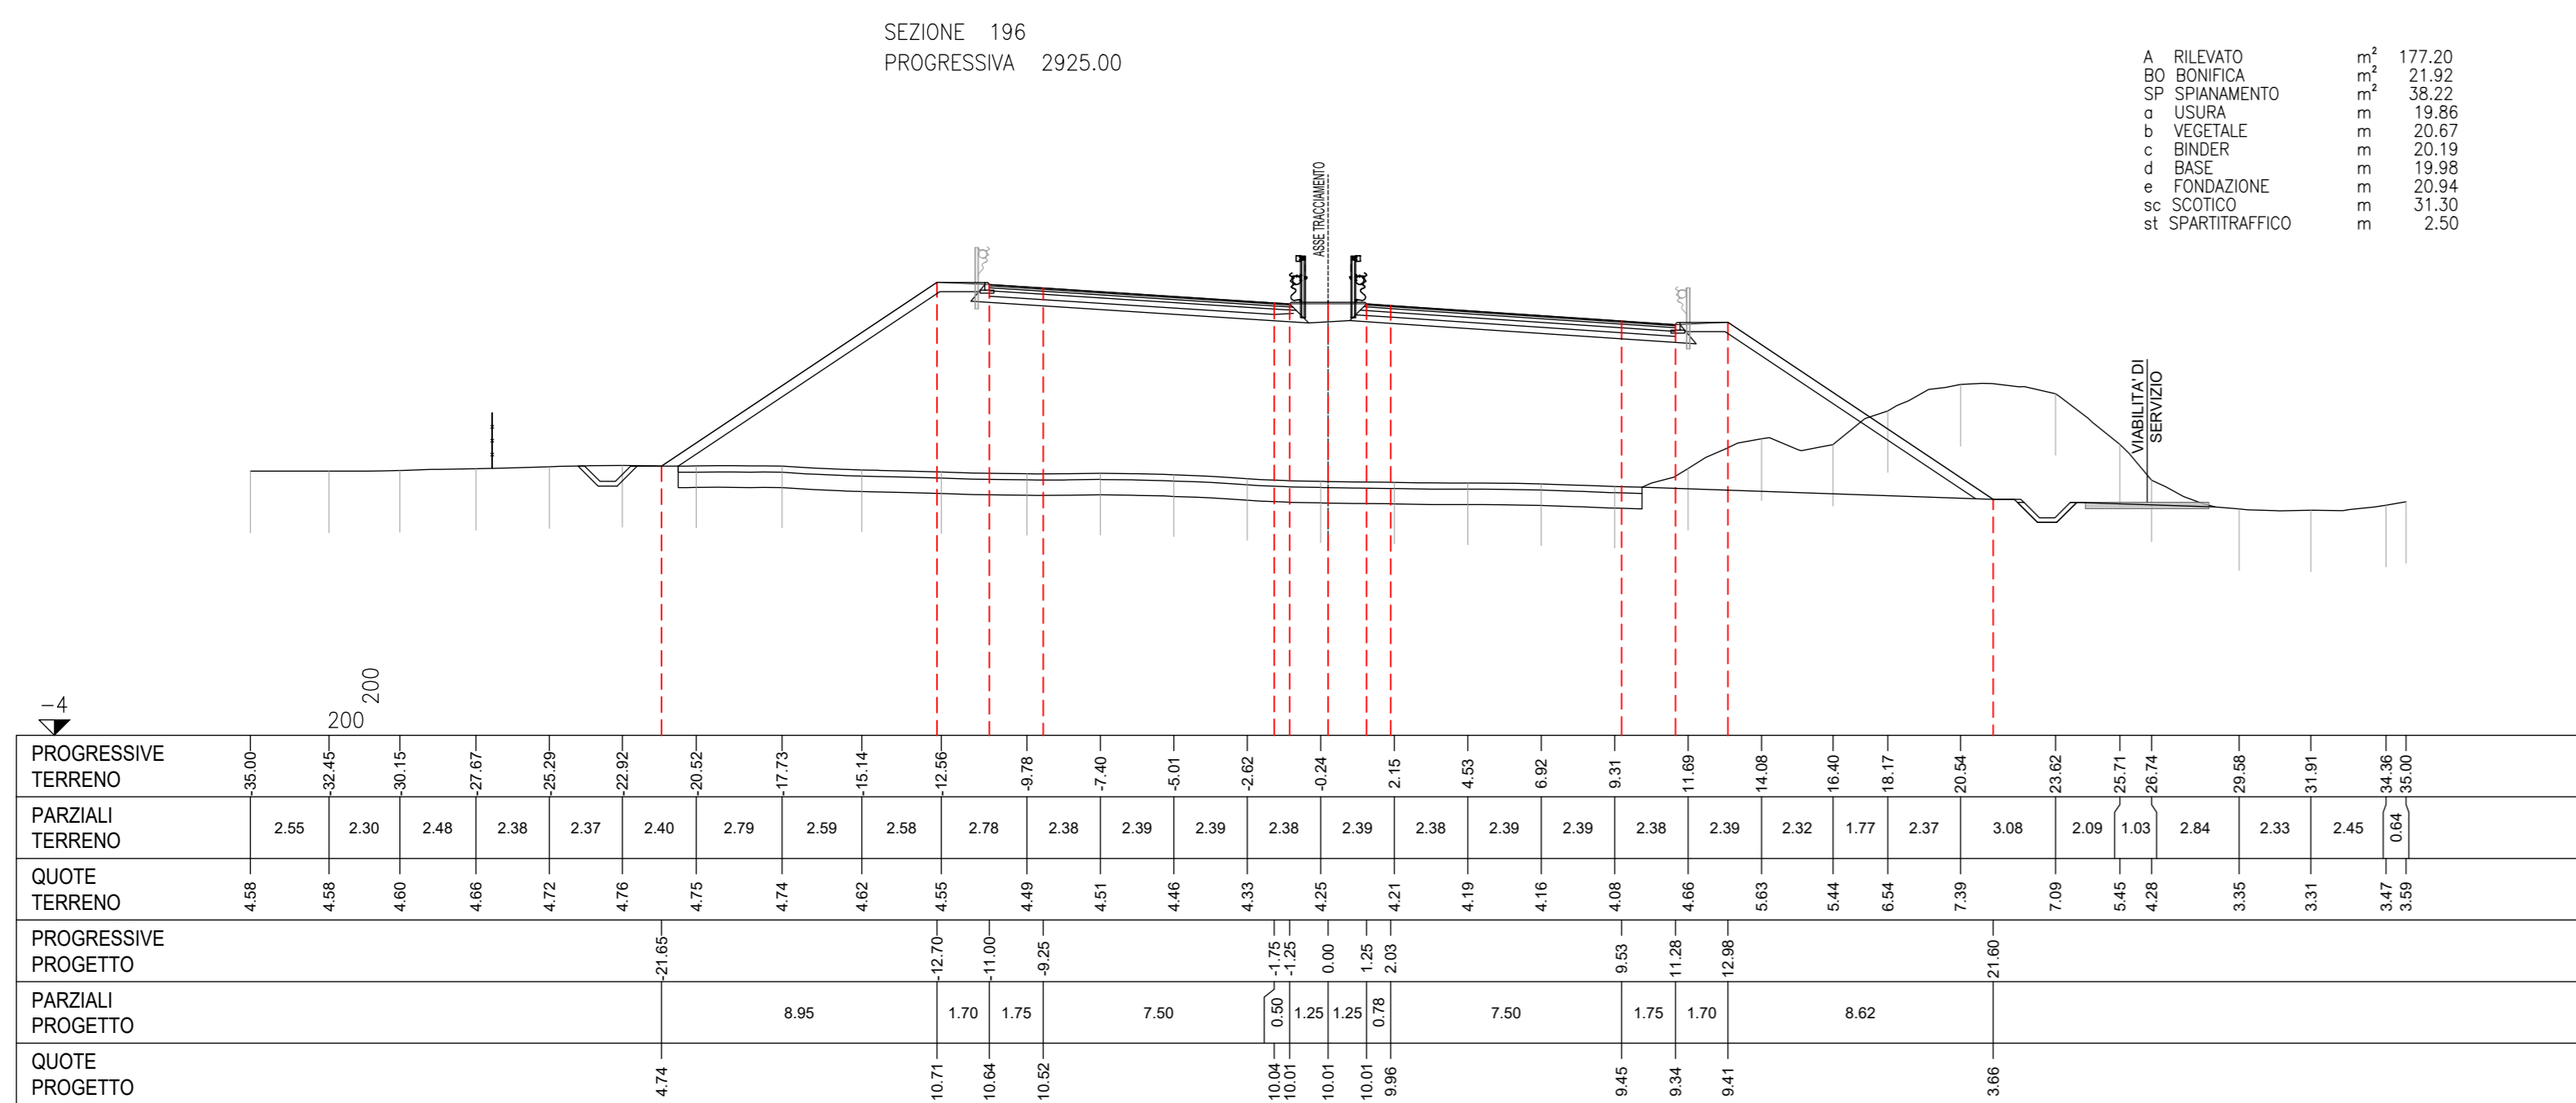 SEZIONE 196
PROGRESSIVA 2925.00
A RILEVATO m² 177.20
BO BONIFICA m² 21.92
SP SPIANAMENTO m² 38.22
a USURA m 19.86
b VEGETALE m 20.67
c BINDER m 20.19
d BASE m 19.98
e FONDAZIONE m 20.94
sc SCOTICO m 31.30
st SPARTITRAFFICO m 2.50
ASSE TRACCIAMENTO
VIABILITA' DI
SERVIZIO
-4
200
200
PROGRESSIVE
TERRENO
-35.00 -32.45 -30.15 -27.67 -25.29 -22.92 -20.52 -17.73 -15.14 -12.56 -9.78 -7.40 -5.01 -2.62 -0.24 2.15 4.53 6.92 9.31 11.69 14.08 16.40 18.17 20.54 23.62 25.71 26.74 29.58 31.91 34.36 35.00
PARZIALI
TERRENO
2.55 2.30 2.48 2.38 2.37 2.40 2.79 2.59 2.58 2.78 2.38 2.39 2.39 2.38 2.39 2.38 2.39 2.39 2.38 2.39 2.32 1.77 2.37 3.08 2.09 1.03 2.84 2.33 2.45 0.64
QUOTE
TERRENO
4.58 4.58 4.60 4.66 4.72 4.76 4.75 4.74 4.62 4.55 4.49 4.51 4.46 4.33 4.25 4.21 4.19 4.16 4.08 4.66 5.63 5.44 6.54 7.39 7.09 5.45 4.28 3.35 3.31 3.47 3.59
PROGRESSIVE
PROGETTO
-21.65 -12.70 -11.00 -9.25 -1.75 -1.25 0.00 1.25 2.03 9.53 11.28 12.98 21.60
PARZIALI
PROGETTO
8.95 1.70 1.75 7.50 0.50 1.25 1.25 0.78 7.50 1.75 1.70 8.62
QUOTE
PROGETTO
4.74 10.71 10.64 10.52 10.04 10.01 10.01 10.01 9.96 9.45 9.34 9.41 3.66